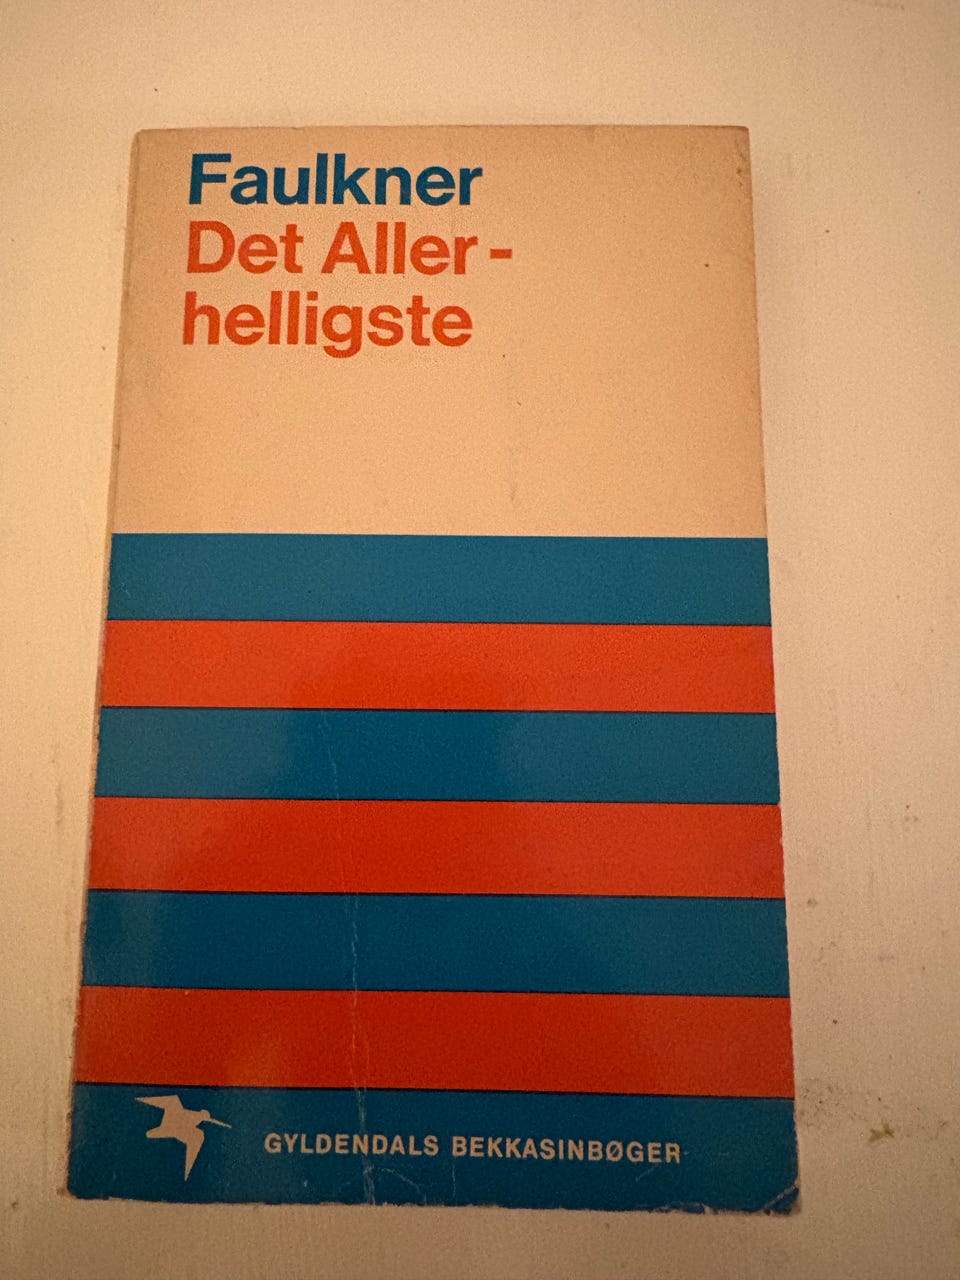 Faulkner
Det Aller-
helligste
GYLDENDALS BEKKASINBØGER